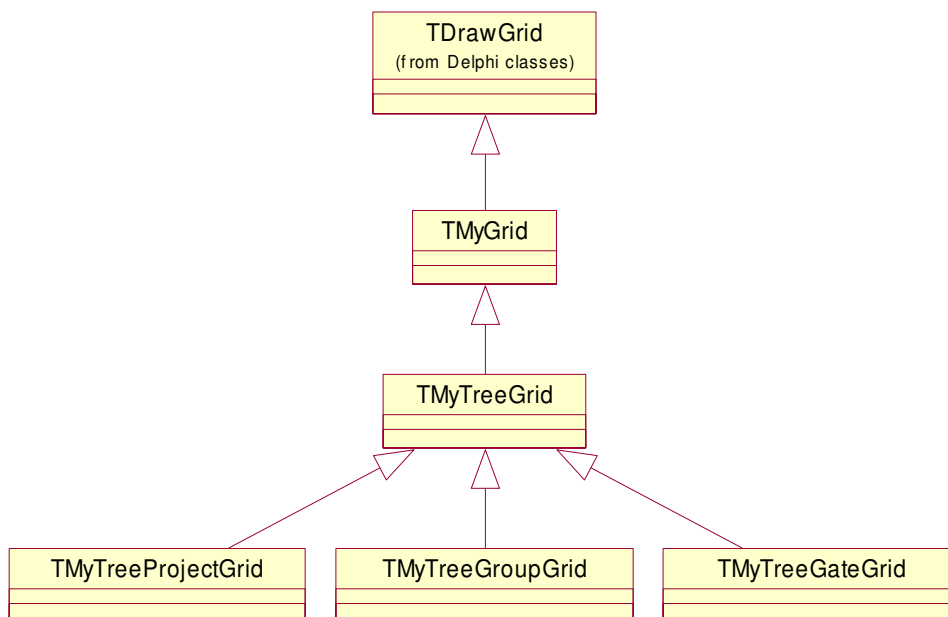 TDrawGrid
(from Delphi classes)
TMyGrid
TMyTreeGrid
TMyTreeProjectGrid
TMyTreeGroupGrid
TMyTreeGateGrid